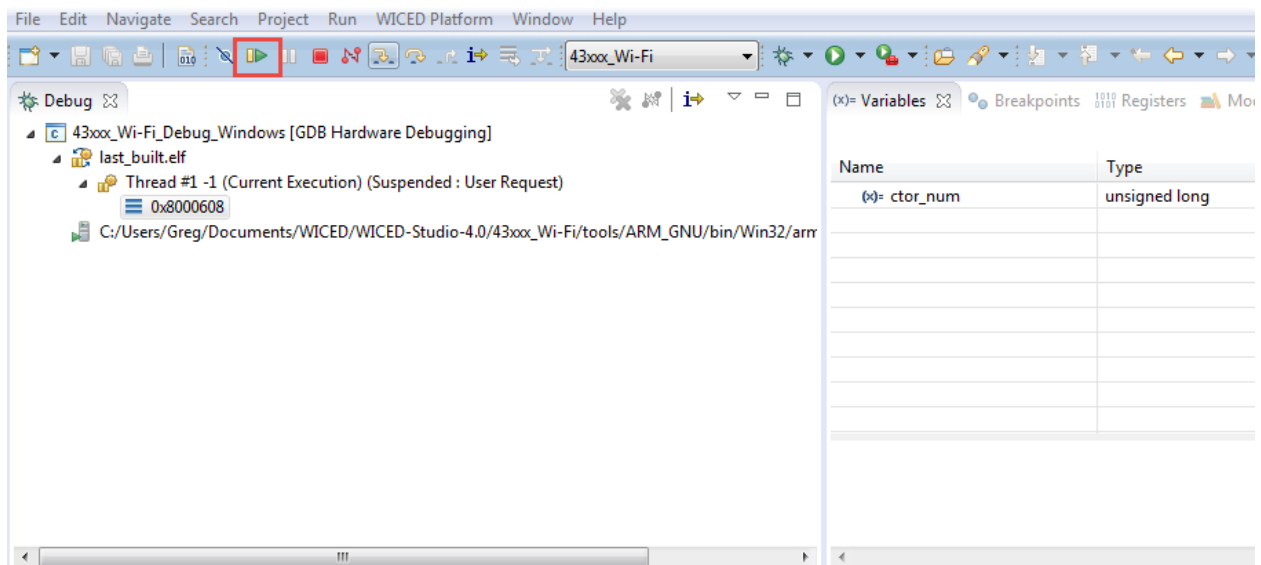 File Edit Navigate Search Project Run WICED Platform Window Help
010 43xxx_Wi-Fi
Debug
(x)= Variables Breakpoints 1010 Registers
43xxx_Wi-Fi_Debug_Windows [GDB Hardware Debugging]
last_built.elf
Thread #1 -1 (Current Execution) (Suspended : User Request)
0x8000608
C:/Users/Greg/Documents/WICED/WICED-Studio-4.0/43xxx_Wi-Fi/tools/ARM_GNU/bin/Win32/arm
Name Type
(x)= ctor_num unsigned long